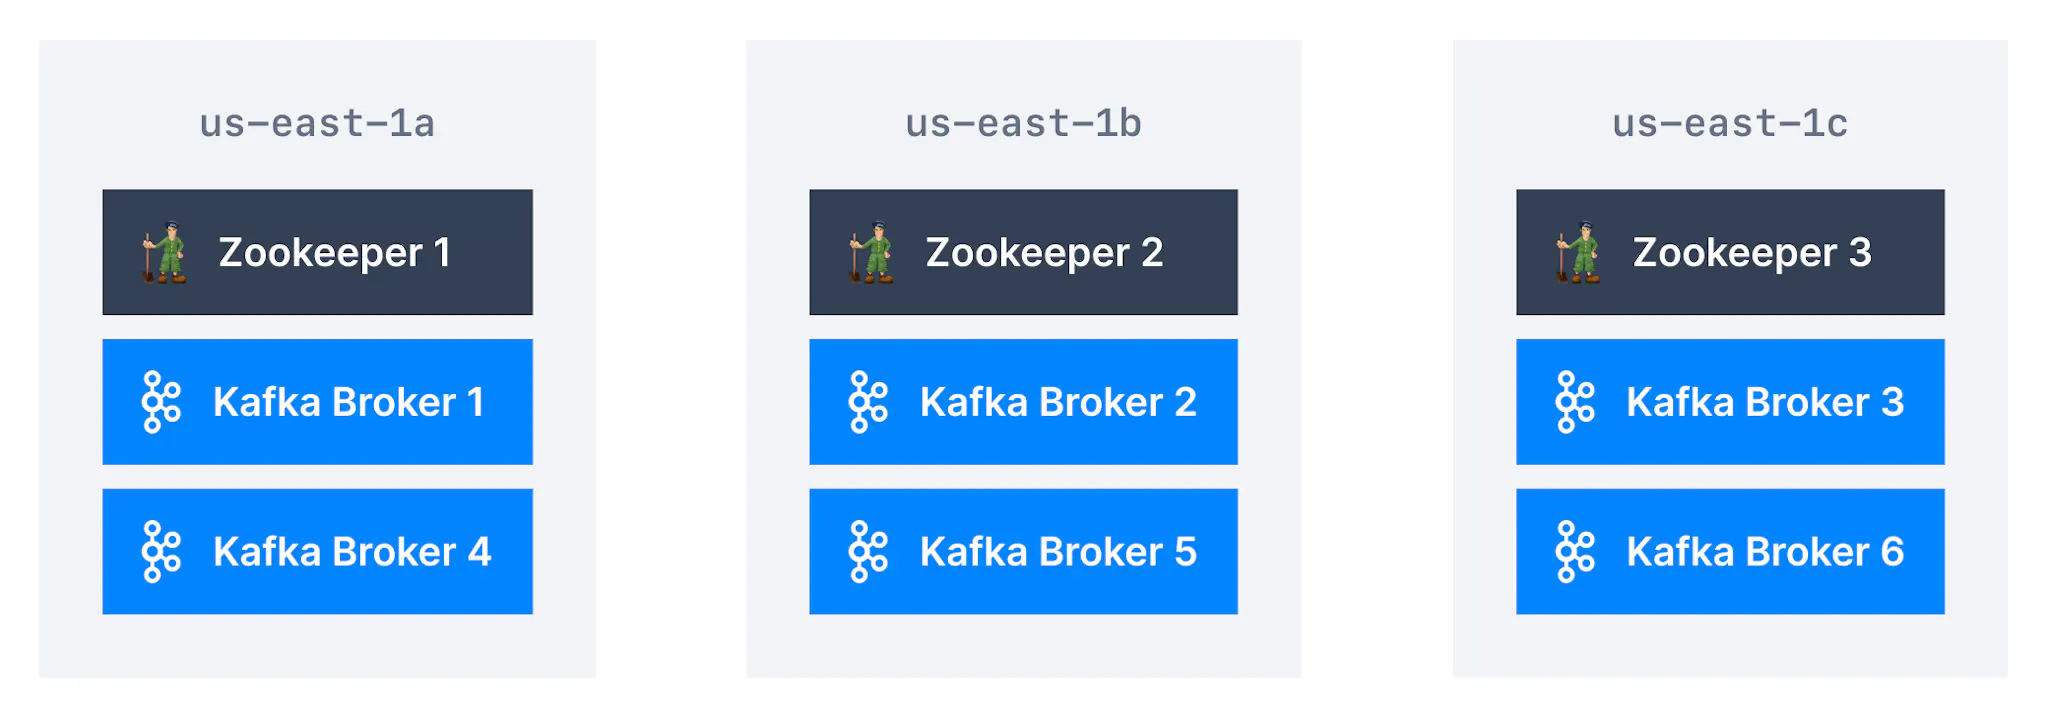 us-east-1a
Zookeeper 1
Kafka Broker 1
Kafka Broker 4
us-east-1b
Zookeeper 2
Kafka Broker 2
Kafka Broker 5
us-east-1c
Zookeeper 3
Kafka Broker 3
Kafka Broker 6